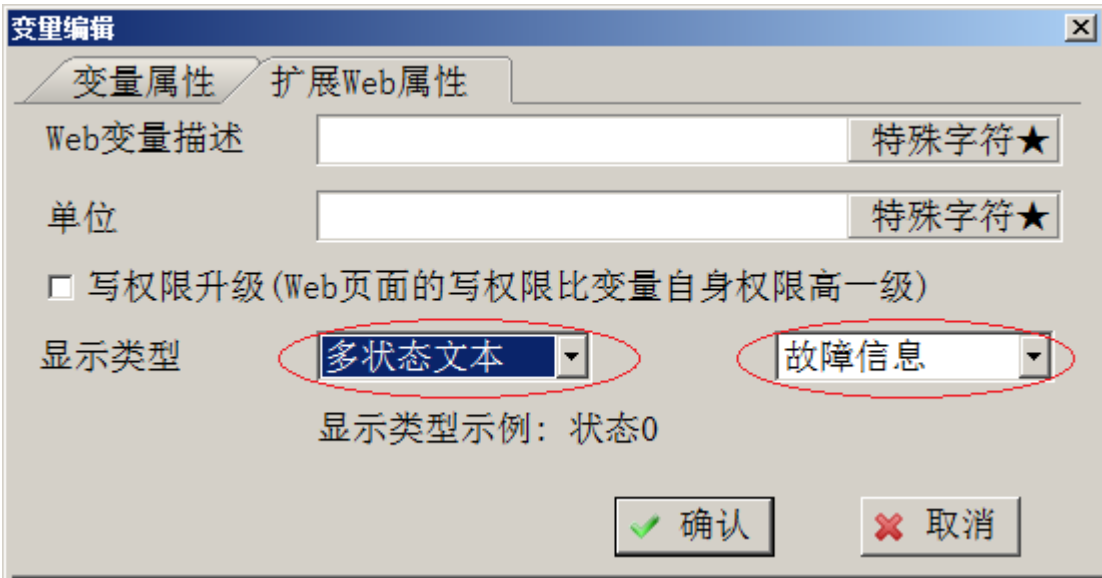 变量编辑
变量属性 扩展Web属性
Web变量描述 特殊字符★
单位 特殊字符★
写权限升级(Web页面的写权限比变量自身权限高一级)
显示类型 多状态文本 故障信息
显示类型示例: 状态0
确认 取消